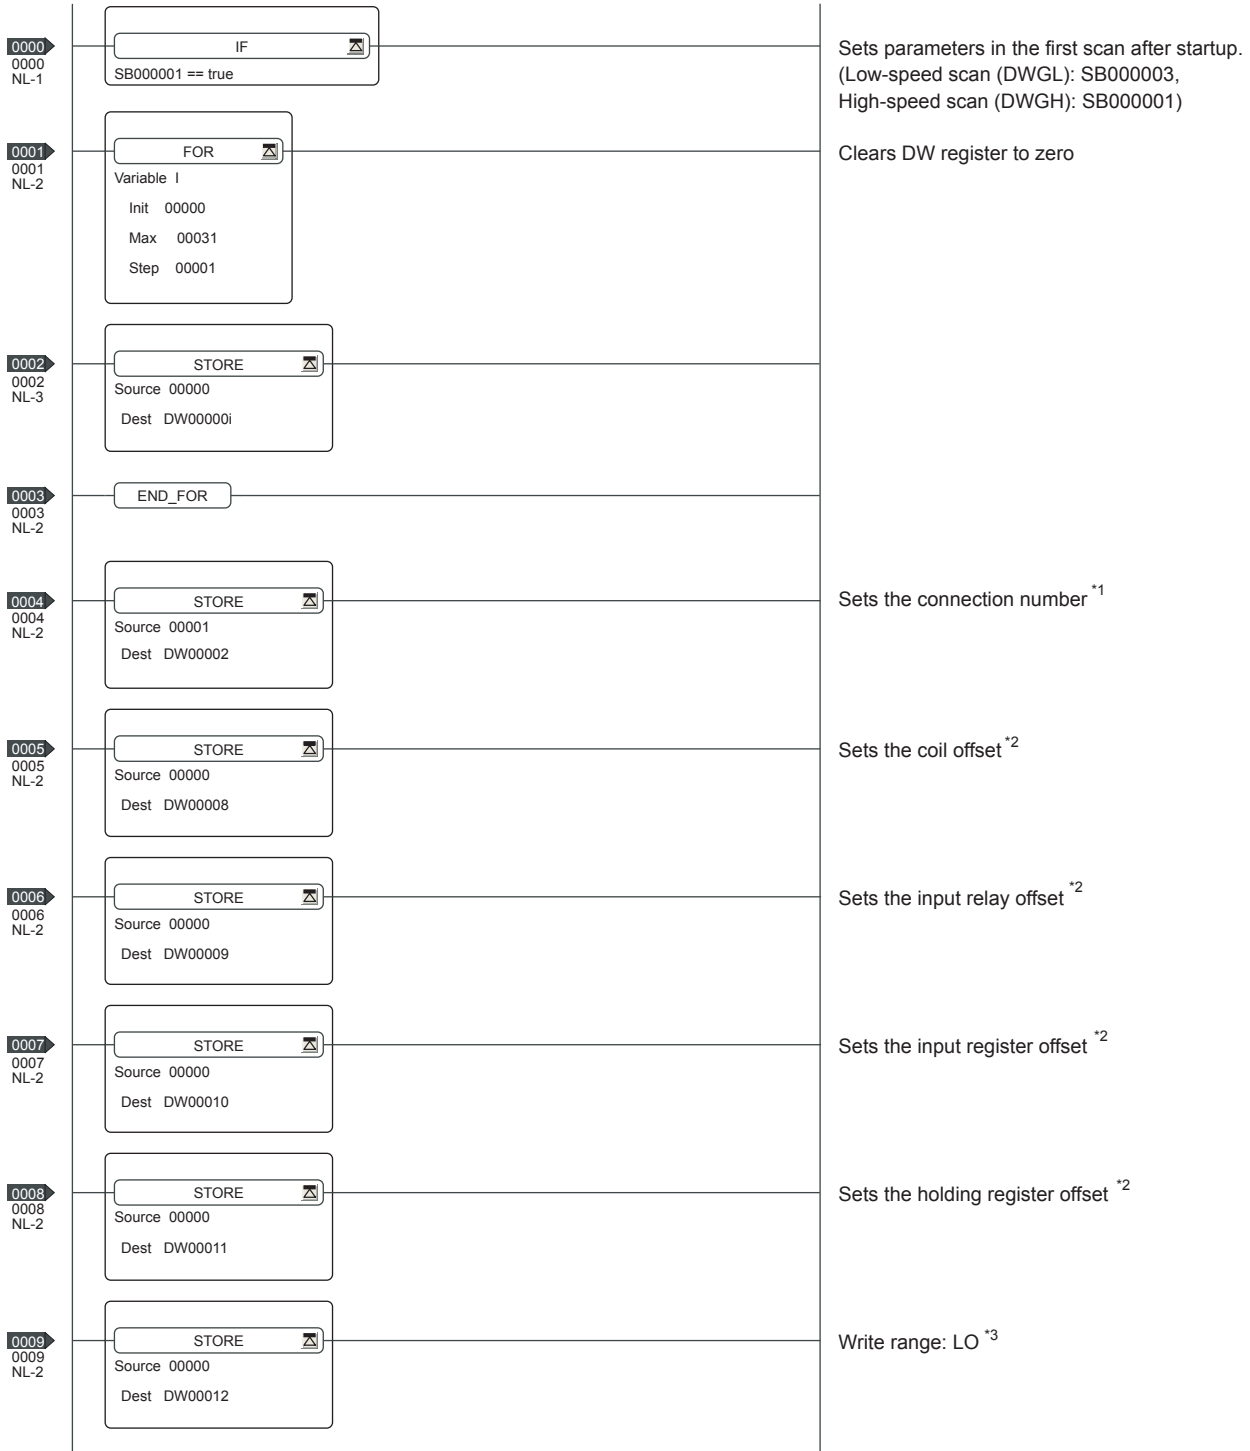 0000
0000
NL-1
IF
SB000001 == true
Sets parameters in the first scan after startup.
(Low-speed scan (DWGL): SB000003,
High-speed scan (DWGH): SB000001)
0001
0001
NL-2
FOR
Variable I
Init 00000
Max 00031
Step 00001
Clears DW register to zero
0002
0002
NL-3
STORE
Source 00000
Dest DW00000i
0003
0003
NL-2
END_FOR
0004
0004
NL-2
STORE
Source 00001
Dest DW00002
Sets the connection number *1
0005
0005
NL-2
STORE
Source 00000
Dest DW00008
Sets the coil offset *2
0006
0006
NL-2
STORE
Source 00000
Dest DW00009
Sets the input relay offset *2
0007
0007
NL-2
STORE
Source 00000
Dest DW00010
Sets the input register offset *2
0008
0008
NL-2
STORE
Source 00000
Dest DW00011
Sets the holding register offset *2
0009
0009
NL-2
STORE
Source 00000
Dest DW00012
Write range: LO *3